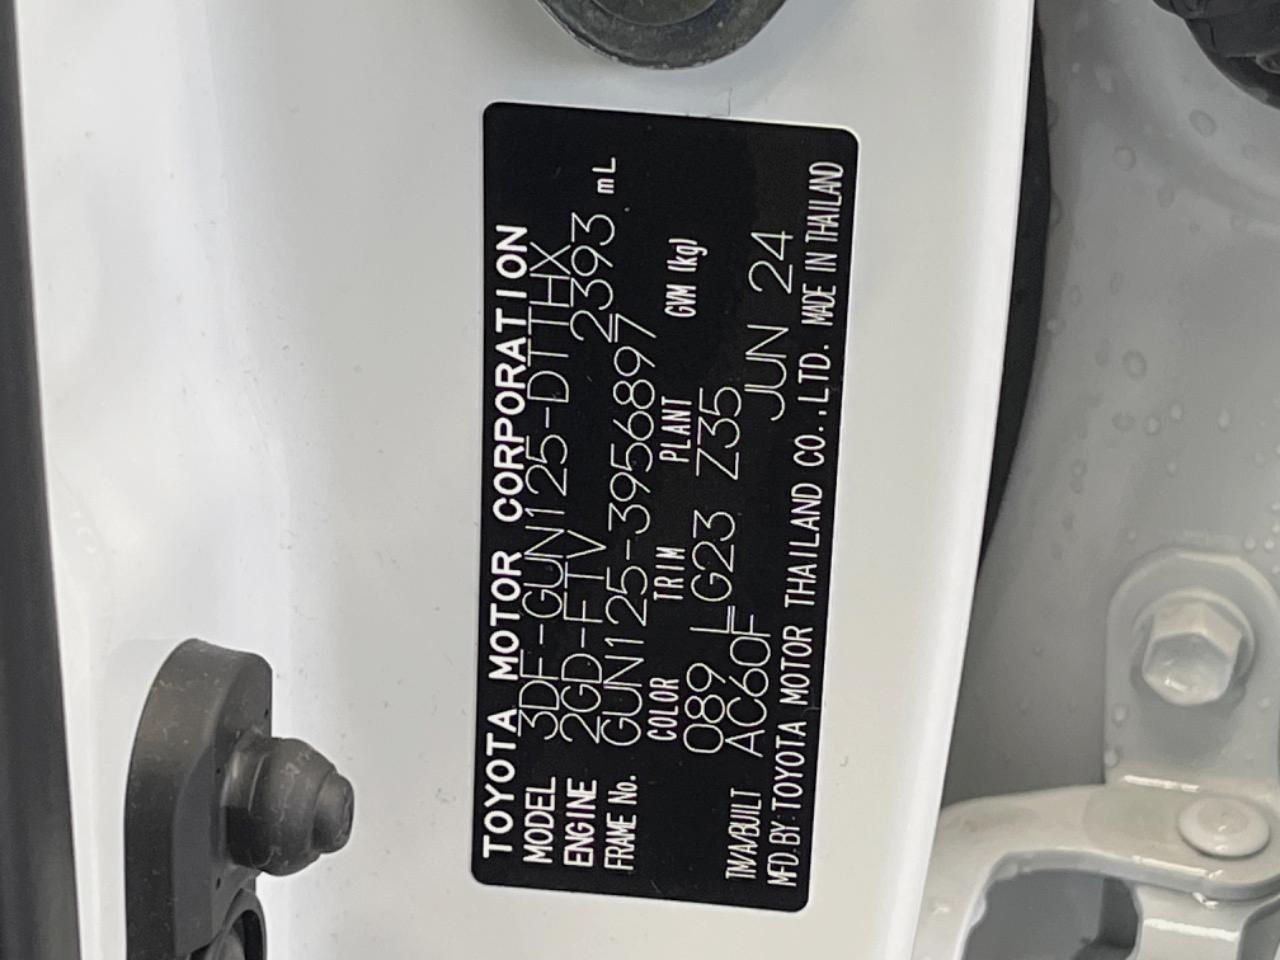 TOYOTA MOTOR CORPORATION
MODEL 3DF-GUN125-DTTHX
ENGINE 2GD-FTV 2393 mL
FRAME No. GUN125-3956897
COLOR TRIM PLANT GVM (kg)
089 LG23 Z35
TM/A/BUILT AC60F JUN 24
MFD. BY: TOYOTA MOTOR THAILAND CO.,LTD. MADE IN THAILAND